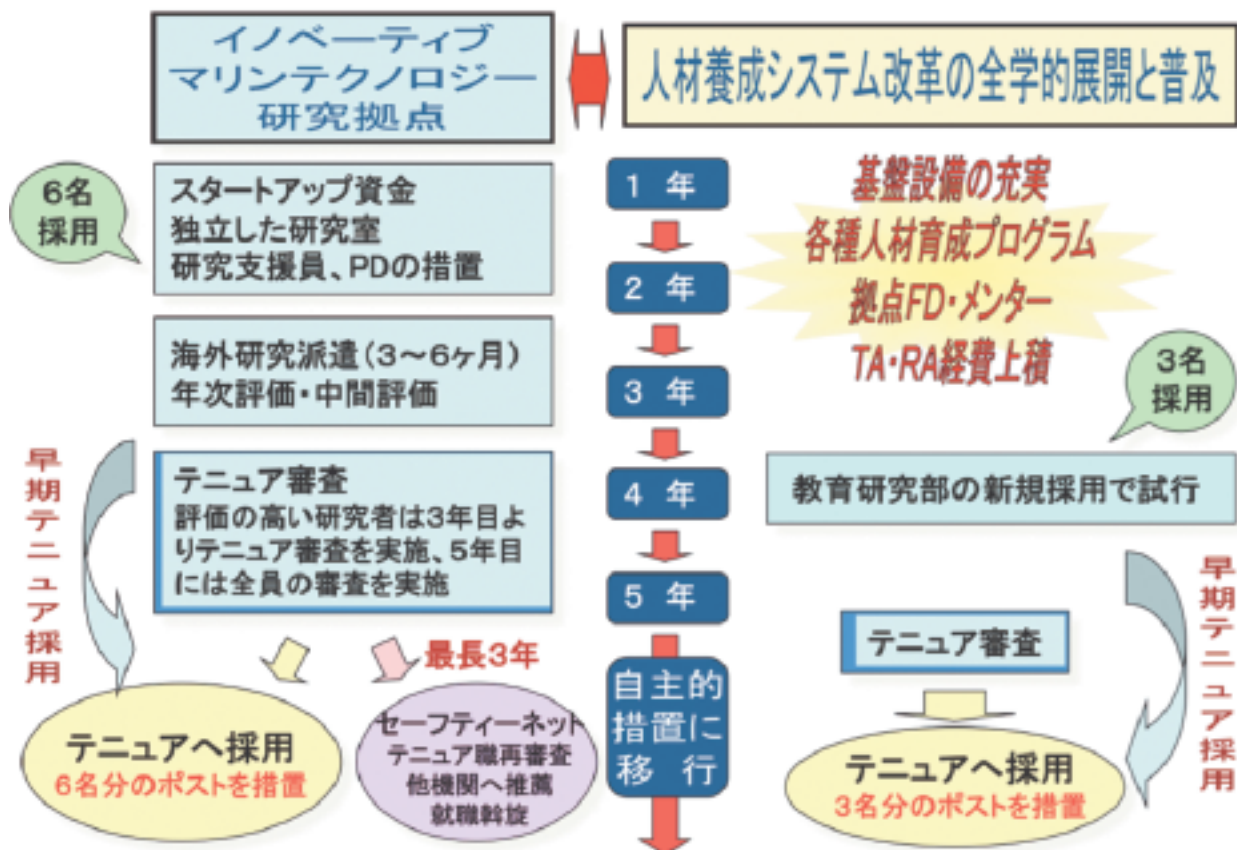 イノベーティブ
マリンテクノロジー
研究拠点
人材養成システム改革の全学的展開と普及
6名
採用
スタートアップ資金
独立した研究室
研究支援員、PDの措置
海外研究派遣(3～6ヶ月)
年次評価・中間評価
早期テニュア採用
テニュア審査
評価の高い研究者は3年目よ
りテニュア審査を実施、5年目
には全員の審査を実施
最長3年
テニュアへ採用
6名分のポストを措置
セーフティーネット
テニュア職再審査
他機関へ推薦
就職斡旋
1 年
2 年
3 年
4 年
5 年
自主的
措置に
移 行
基盤設備の充実
各種人材育成プログラム
拠点FD・メンター
TA・RA経費上積
3名
採用
教育研究部の新規採用で試行
早期テニュア採用
テニュア審査
テニュアへ採用
3名分のポストを措置